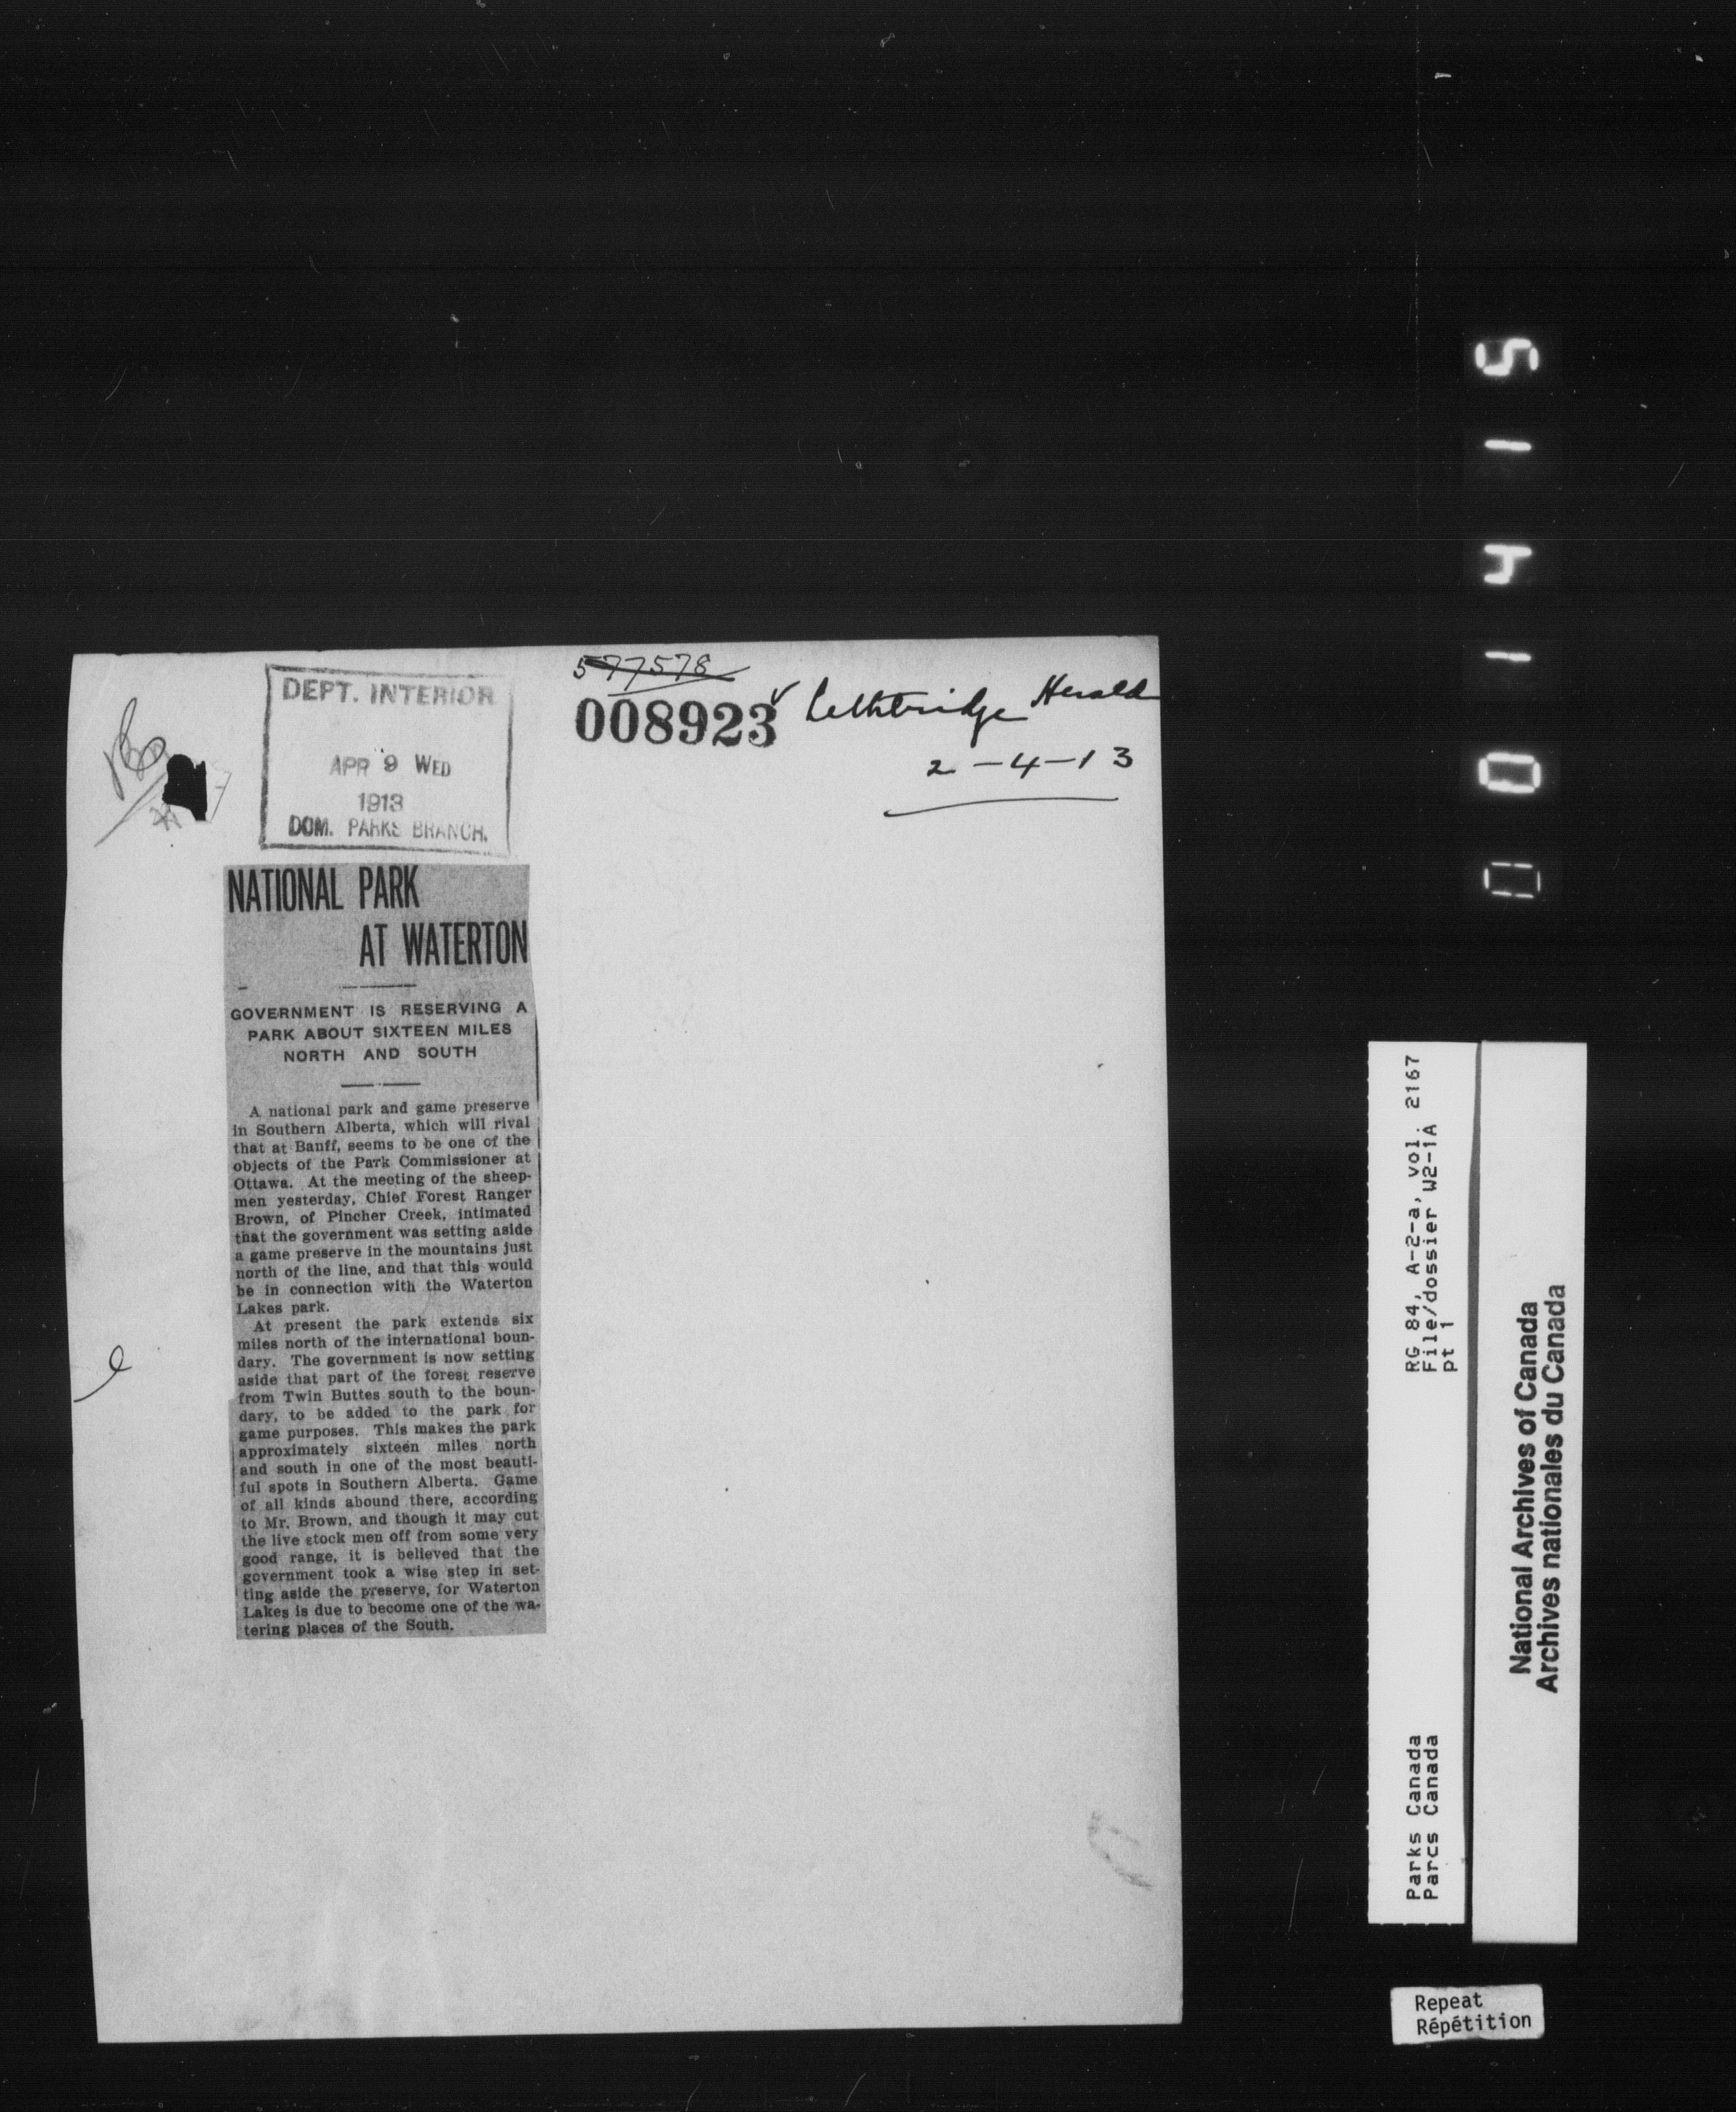 577578
DEPT. INTERIOR
APR 9 WED
1913
DOM. PARKS BRANCH.
008923
Lethbridge Herald
2-4-13
NATIONAL PARK
AT WATERTON
GOVERNMENT IS RESERVING A
PARK ABOUT SIXTEEN MILES
NORTH AND SOUTH
A national park and game preserve
in Southern Alberta, which will rival
that at Banff, seems to be one of the
objects of the Park Commissioner at
Ottawa. At the meeting of the sheep-
men yesterday, Chief Forest Ranger
Brown, of Pincher Creek, intimated
that the government was setting aside
a game preserve in the mountains just
north of the line, and that this would
be in connection with the Waterton
Lakes park.
At present the park extends six
miles north of the international boun-
dary. The government is now setting
aside that part of the forest reserve
from Twin Buttes south to the boun-
dary, to be added to the park for
game purposes. This makes the park
approximately sixteen miles north
and south in one of the most beauti-
ful spots in Southern Alberta. Game
of all kinds abound there, according
to Mr. Brown, and though it may cut
the live stock men off from some very
good range, it is believed that the
government took a wise step in set-
ting aside the preserve, for Waterton
Lakes is due to become one of the wa-
tering places of the South.
Parks Canada
Parcs Canada
RG 84, A-2-a, vol. 2167
File/dossier W2-1A
pt 1
National Archives of Canada
Archives nationales du Canada
Repeat
Répétition